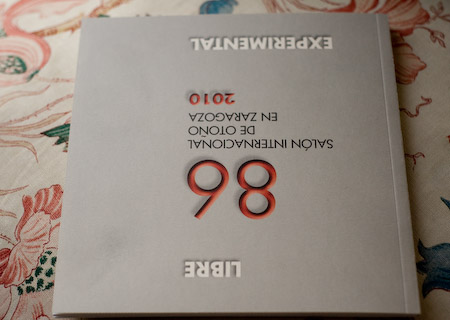 LIBRE
86
SALÓN INTERNACIONAL
DE OTOÑO
EN ZARAGOZA
2010
EXPERIMENTAL